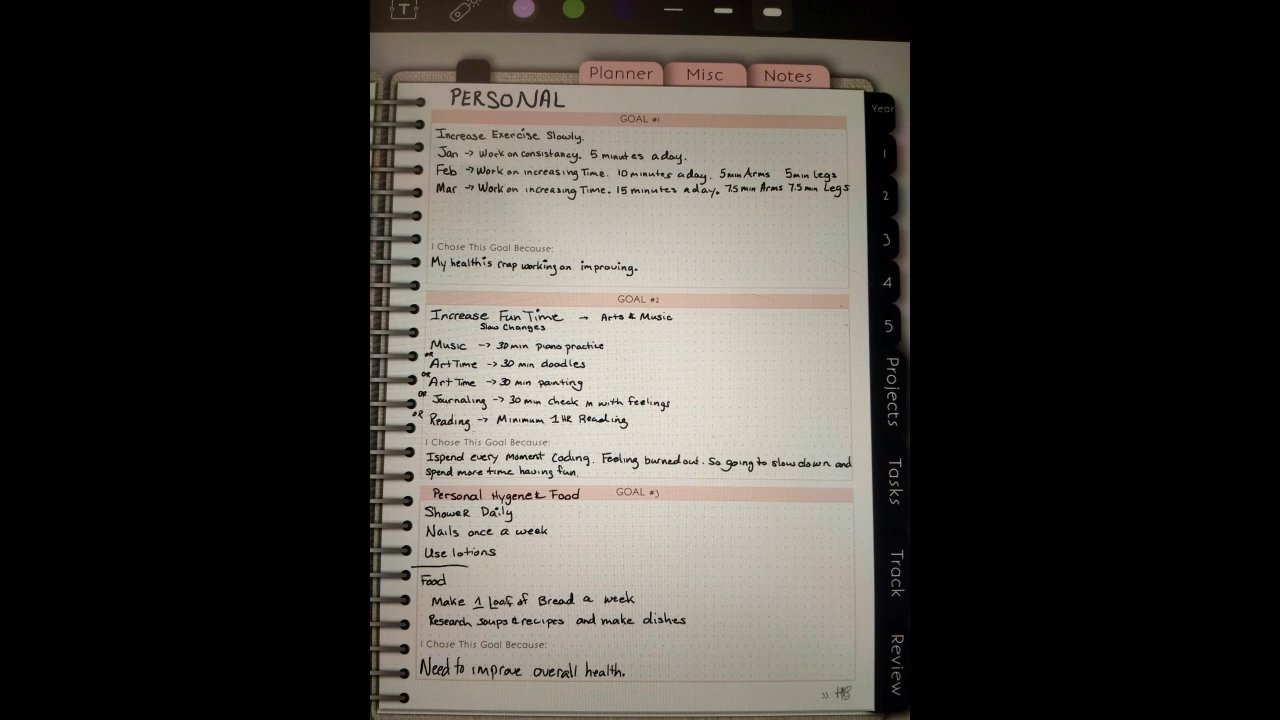 T
Planner Misc Notes
PERSONAL
Year
GOAL #1
Increase Exercise Slowly.
Jan -> Work on consistancy. 5 minutes a day.
1
Feb -> Work on increasing Time. 10 minutes a day. 5min Arms 5min Legs
Mar -> Work on increasing Time. 15 minutes a day. 7.5 min Arms 7.5 min Legs
2
3
I Chose This Goal Because:
My health is crap working on improving.
4
GOAL #2
Increase Fun Time -> Arts & Music
Slow Changes
5
Music -> 30 min piano practice
OR
Art Time -> 30 min doodles
OR
Art Time -> 30 min painting
OR
Journaling -> 30 min check in with feelings
OR
Reading -> Minimum 1 HR Reading
Projects
I Chose This Goal Because:
I spend every moment coding. Feeling burned out. So going to slow down and
spend more time having fun.
Tasks
Personal Hygene & Food GOAL #3
Shower Daily
Nails once a week
Use lotions
Track
Food
Make 1 Loaf of Bread a week
Research soups & recipes and make dishes
I Chose This Goal Because:
Need to improve overall health.
Review